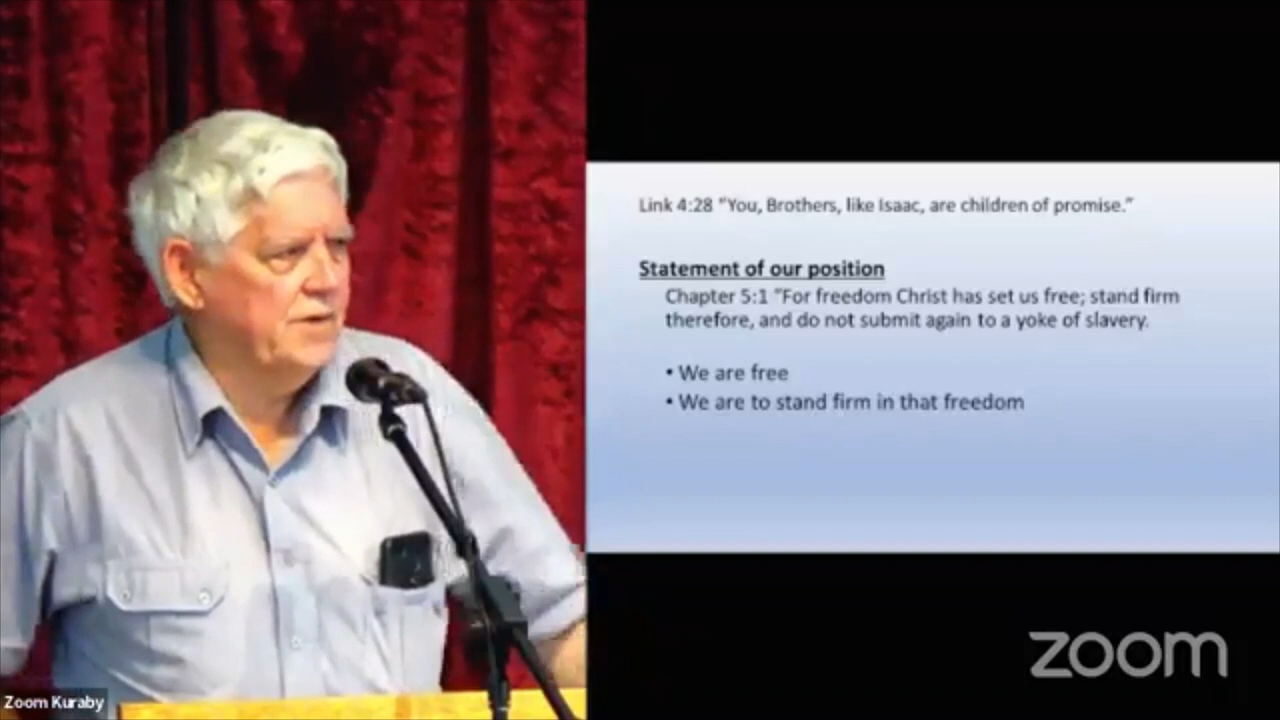 Link 4:28 "You, Brothers, like Isaac, are children of promise."
Statement of our position
Chapter 5:1 "For freedom Christ has set us free; stand firm
therefore, and do not submit again to a yoke of slavery.
• We are free
• We are to stand firm in that freedom
zoom
Zoom Kuraby